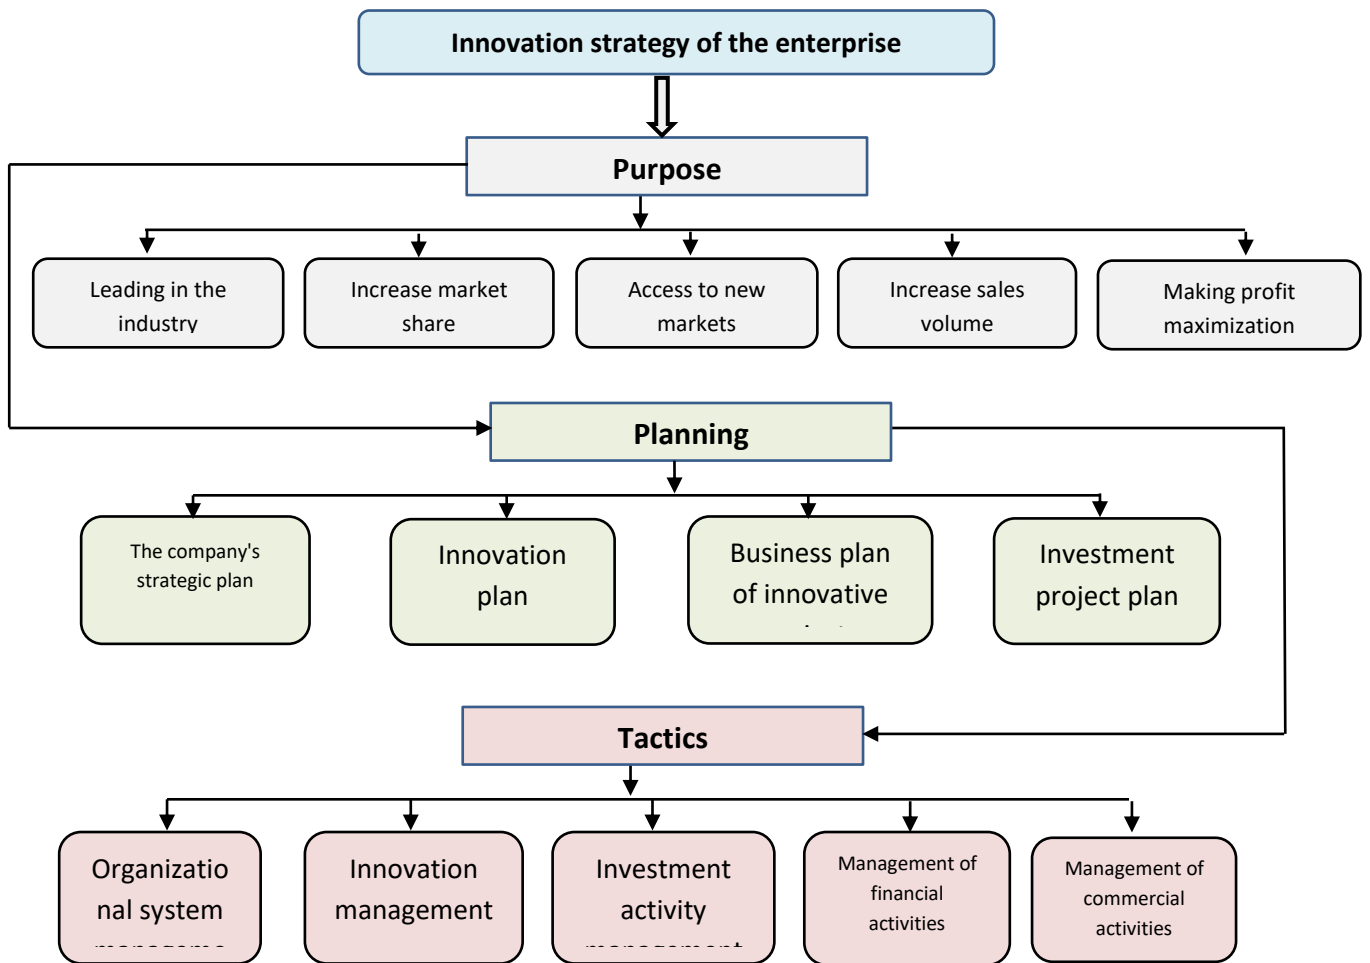 Innovation strategy of the enterprise
Purpose
Leading in the
industry
Increase market
share
Access to new
markets
Increase sales
volume
Making profit
maximization
Planning
The company's
strategic plan
Innovation
plan
Business plan
of innovative
Investment
project plan
Tactics
Organizatio
nal system
Innovation
management
Investment
activity
management
Management of
financial
activities
Management of
commercial
activities